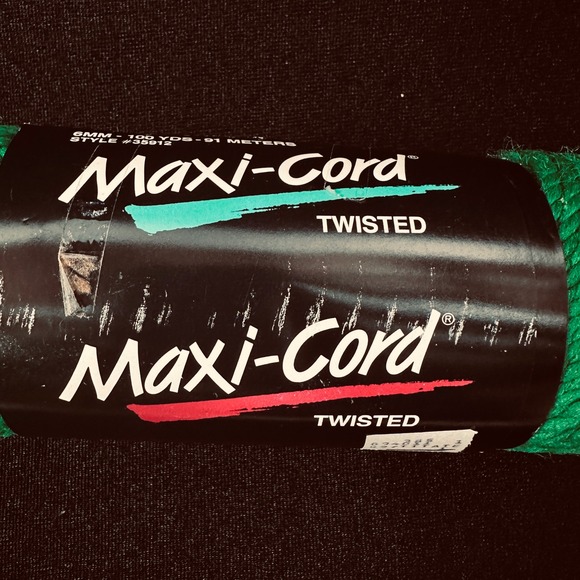 6MM - 100 YDS - 91 METERS
STYLE #35912
Maxi-Cord®
TWISTED
Maxi-Cord®
TWISTED